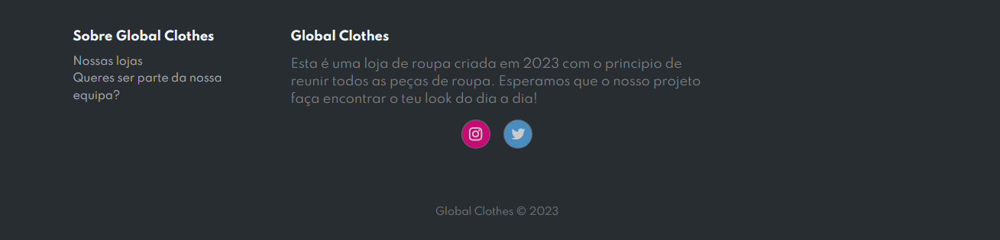 Sobre Global Clothes
Nossas lojas
Queres ser parte da nossa
equipa?
Global Clothes
Esta é uma loja de roupa criada em 2023 com o principio de
reunir todos as peças de roupa. Esperamos que o nosso projeto
faça encontrar o teu look do dia a dia!
Global Clothes © 2023